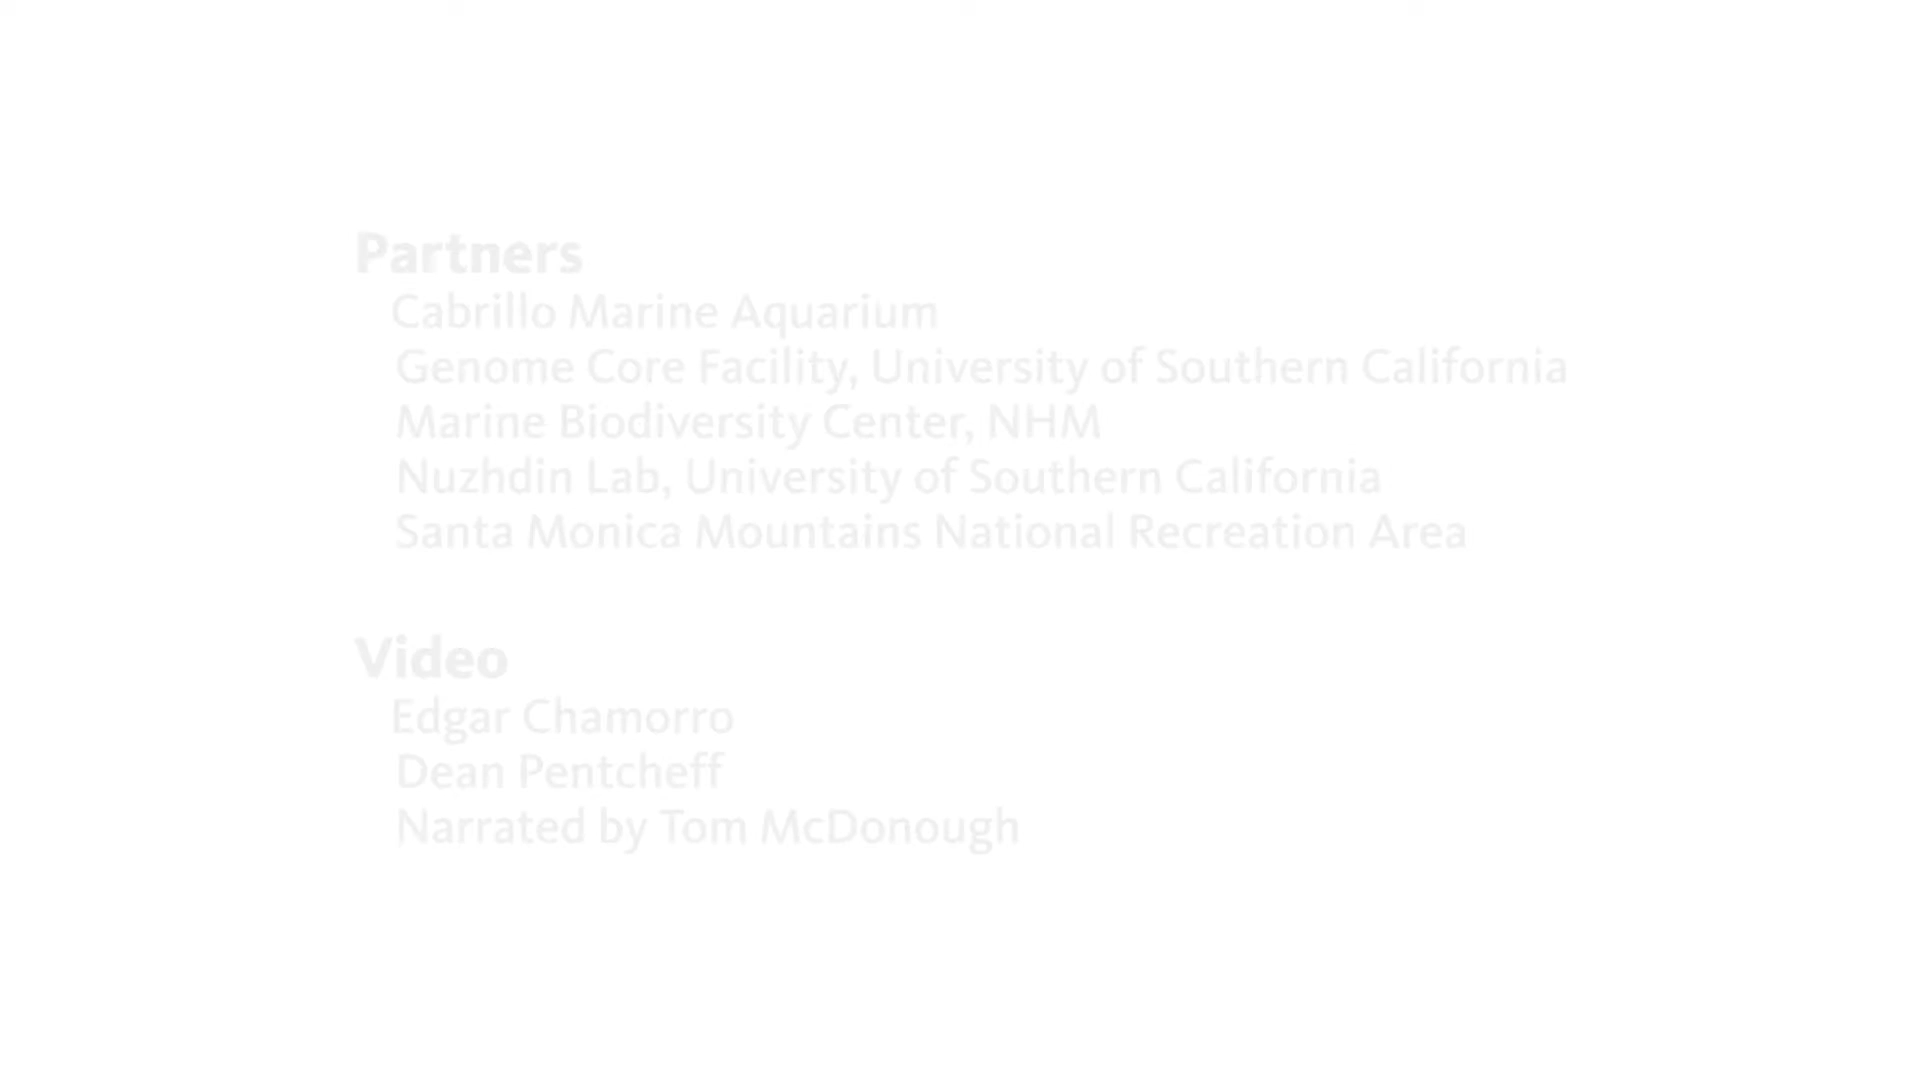 Partners
Cabrillo Marine Aquarium
Genome Core Facility, University of Southern California
Marine Biodiversity Center, NHM
Nuzhdin Lab, University of Southern California
Santa Monica Mountains National Recreation Area
Video
Edgar Chamorro
Dean Pentcheff
Narrated by Tom McDonough